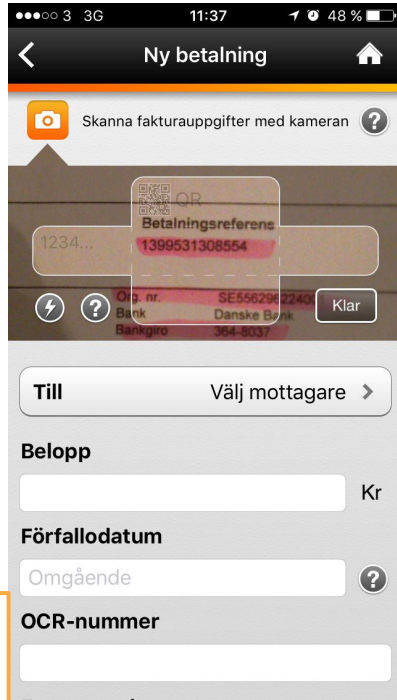 3 3G 11:37 48 %
Ny betalning
Skanna fakturauppgifter med kameran ?
QR
Betalningsreferens
1234... 1399531308554
Org. nr.
? Bank Danske Bank Klar
Bankgiro 364-8037
Till Välj mottagare
Belopp
Kr
Förfallodatum
Omgående ?
OCR-nummer